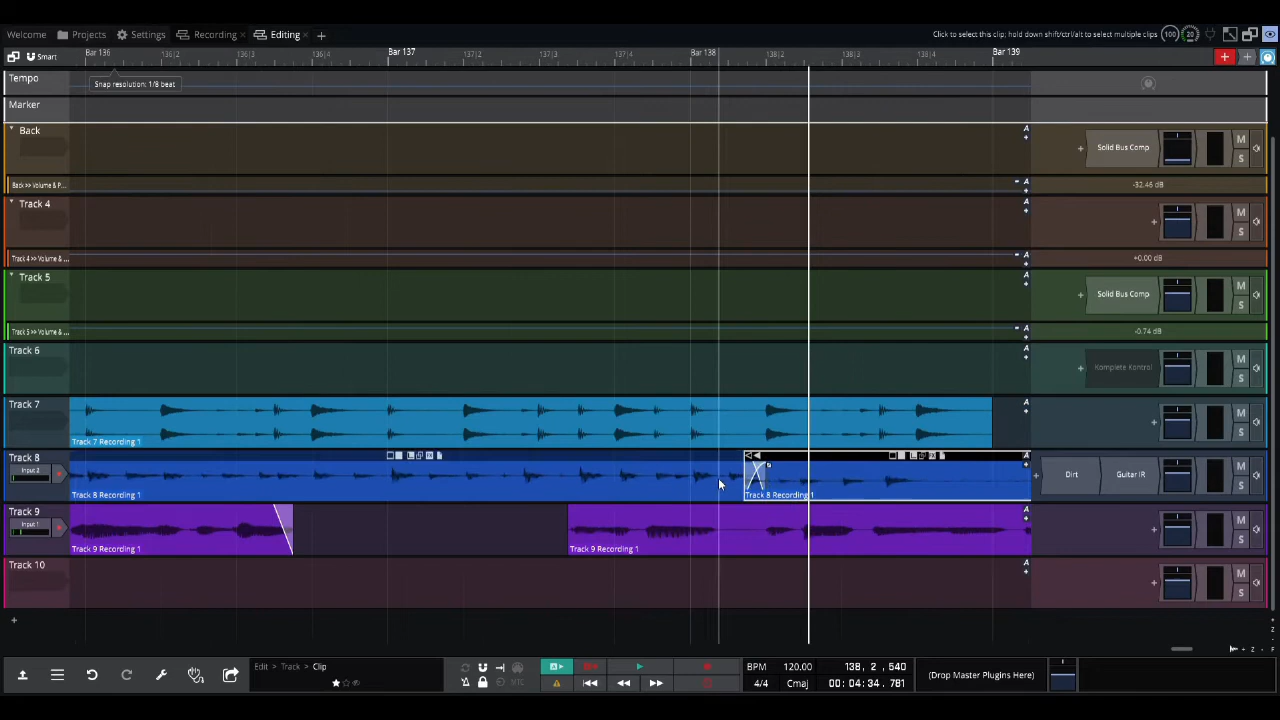 Welcome Projects Settings Recording Editing
Click to select this clip; hold down shift/ctrl/alt to select multiple clips 100 20
Smart
Bar 136 136|2 136|3 136|4 Bar 137 137|2 137|3 137|4 Bar 138 138|2 138|3 138|4 Bar 139
Tempo
Snap resolution: 1/8 beat
Marker
Back
Solid Bus Comp
M
S
Back >> Volume & P...
-32.46 dB
Track 4
M
S
Track 4 >> Volume & ...
+0.00 dB
Track 5
Solid Bus Comp
M
S
Track 5 >> Volume & ...
-0.74 dB
Track 6
Komplete Kontrol
M
S
Track 7
Track 7 Recording 1
M
S
Track 8
Input 2
Track 8 Recording 1
Track 8 Recording 1
Dirt
Guitar IR
M
S
Track 9
Input 1
Track 9 Recording 1
Track 9 Recording 1
M
S
Track 10
M
S
Edit > Track > Clip
BPM 120.00 138, 2, 540
4/4 Cmaj 00:04:34.781
(Drop Master Plugins Here)